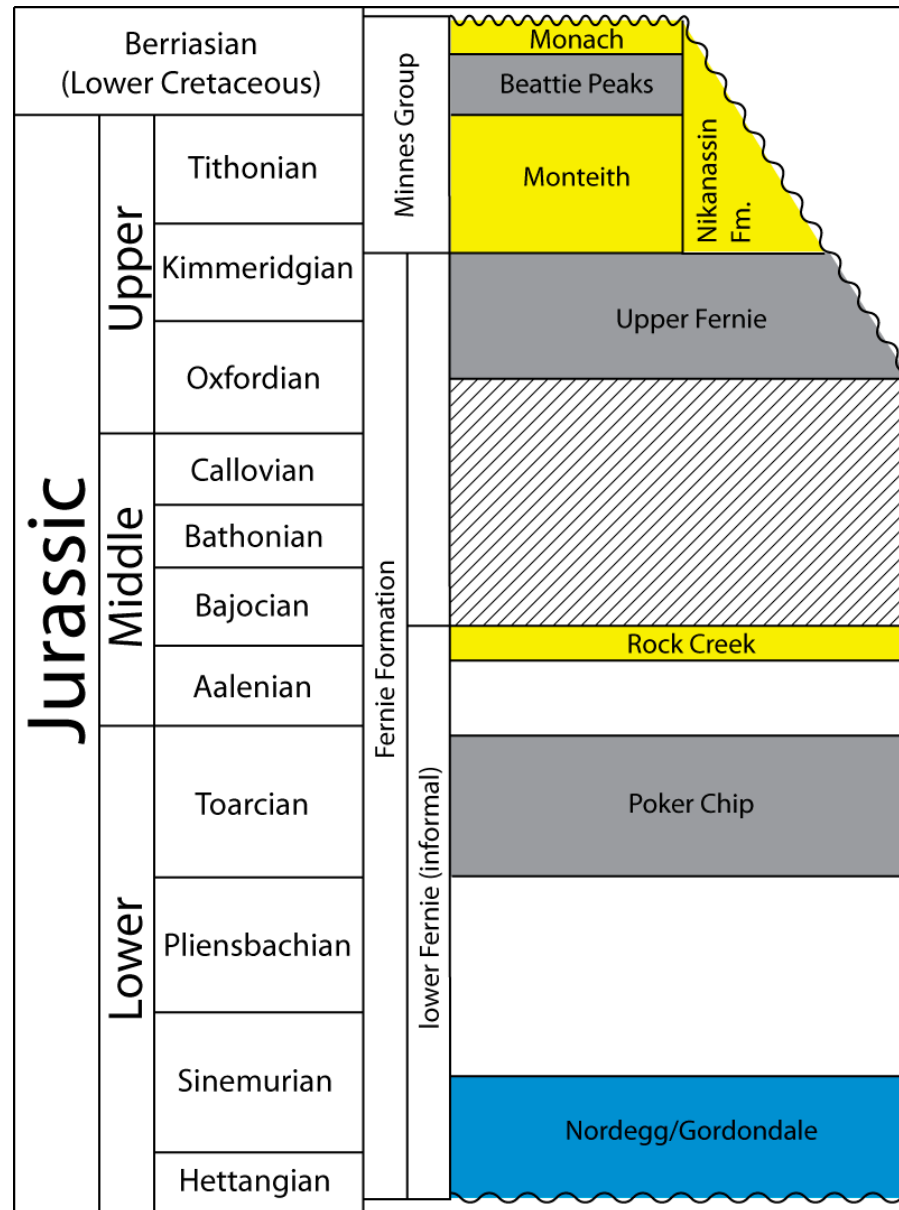 Berriasian
(Lower Cretaceous)
Jurassic
Upper
Middle
Lower
Tithonian
Kimmeridgian
Oxfordian
Callovian
Bathonian
Bajocian
Aalenian
Toarcian
Pliensbachian
Sinemurian
Hettangian
Minnes Group
Fernie Formation
lower Fernie (informal)
Monach
Beattie Peaks
Monteith
Nikanassin
Fm.
Upper Fernie
Rock Creek
Poker Chip
Nordegg/Gordondale